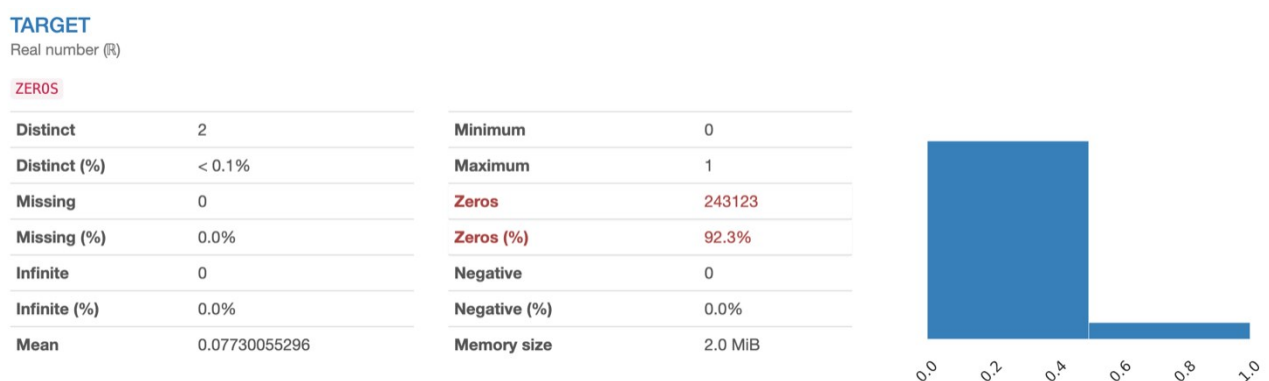 TARGET
Real number (ℝ)
ZEROS
Distinct 2
Distinct (%) < 0.1%
Missing 0
Missing (%) 0.0%
Infinite 0
Infinite (%) 0.0%
Mean 0.07730055296
Minimum 0
Maximum 1
Zeros 243123
Zeros (%) 92.3%
Negative 0
Negative (%) 0.0%
Memory size 2.0 MiB
0.0 0.2 0.4 0.6 0.8 1.0